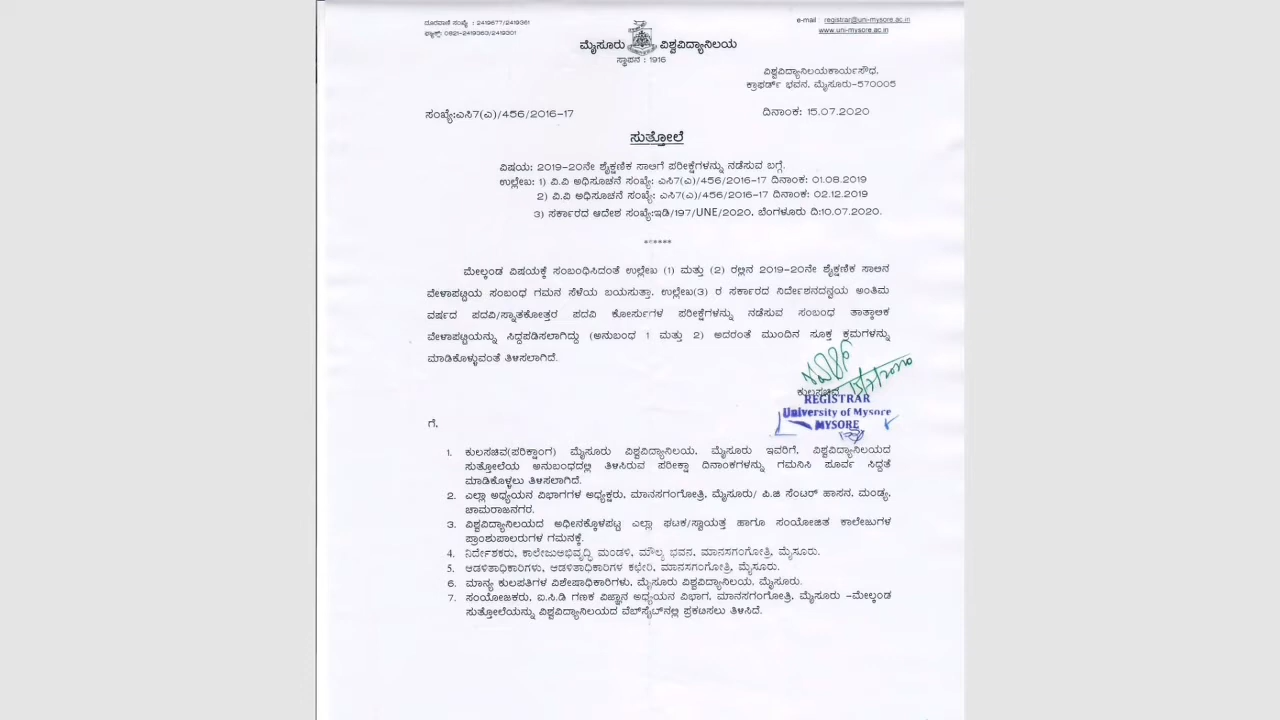 ದೂರವಾಣಿ ಸಂಖ್ಯೆ : 2419677/2419361
ಫ್ಯಾಕ್ಸ್: 0821-2419363/2419301
e-mail : registrar@uni-mysore.ac.in
www.uni-mysore.ac.in
ಮೈಸೂರು ವಿಶ್ವವಿದ್ಯಾನಿಲಯ
ಸ್ಥಾಪನ : 1916
ವಿಶ್ವವಿದ್ಯಾನಿಲಯಕಾರ್ಯಸೌಧ,
ಕ್ರಾಫರ್ಡ್ ಭವನ, ಮೈಸೂರು-570005
ಸಂಖ್ಯೆ:ಎಸಿ7(ಎ)/456/2016-17
ದಿನಾಂಕ: 15.07.2020
ಸುತ್ತೋಲೆ
ವಿಷಯ: 2019-20ನೇ ಶೈಕ್ಷಣಿಕ ಸಾಲಿಗೆ ಪರೀಕ್ಷೆಗಳನ್ನು ನಡೆಸುವ ಬಗ್ಗೆ.
ಉಲ್ಲೇಖ: 1) ವಿ.ವಿ ಅಧಿಸೂಚನೆ ಸಂಖ್ಯೆ: ಎಸಿ7(ಎ)/456/2016-17 ದಿನಾಂಕ: 01.08.2019
2) ವಿ.ವಿ ಅಧಿಸೂಚನೆ ಸಂಖ್ಯೆ: ಎಸಿ7(ಎ)/456/2016-17 ದಿನಾಂಕ: 02.12.2019
3) ಸರ್ಕಾರದ ಆದೇಶ ಸಂಖ್ಯೆ:ಇಡಿ/197/UNE/2020, ಬೆಂಗಳೂರು ದಿ:10.07.2020.
******
ಮೇಲ್ಕಂಡ ವಿಷಯಕ್ಕೆ ಸಂಬಂಧಿಸಿದಂತೆ ಉಲ್ಲೇಖ (1) ಮತ್ತು (2) ರಲ್ಲಿನ 2019-20ನೇ ಶೈಕ್ಷಣಿಕ ಸಾಲಿನ
ವೇಳಾಪಟ್ಟಿಯ ಸಂಬಂಧ ಗಮನ ಸೆಳೆಯ ಬಯಸುತ್ತಾ, ಉಲ್ಲೇಖ(3) ರ ಸರ್ಕಾರದ ನಿರ್ದೇಶನದನ್ವಯ ಅಂತಿಮ
ವರ್ಷದ ಪದವಿ/ಸ್ನಾತಕೋತ್ತರ ಪದವಿ ಕೋರ್ಸುಗಳ ಪರೀಕ್ಷೆಗಳನ್ನು ನಡೆಸುವ ಸಂಬಂಧ ತಾತ್ಕಾಲಿಕ
ವೇಳಾಪಟ್ಟಿಯನ್ನು ಸಿದ್ದಪಡಿಸಲಾಗಿದ್ದು (ಅನುಬಂಧ 1 ಮತ್ತು 2) ಅದರಂತೆ ಮುಂದಿನ ಸೂಕ್ತ ಕ್ರಮಗಳನ್ನು
ಮಾಡಿಕೊಳ್ಳುವಂತೆ ತಿಳಿಸಲಾಗಿದೆ.
15/7/2020
ಕುಲಸಚಿವ
REGISTRAR
University of Mysore
MYSORE
ಗೆ,
1. ಕುಲಸಚಿವ(ಪರಿಕ್ಷಾಂಗ) ಮೈಸೂರು ವಿಶ್ವವಿದ್ಯಾನಿಲಯ, ಮೈಸೂರು ಇವರಿಗೆ, ವಿಶ್ವವಿದ್ಯಾನಿಲಯದ
ಸುತ್ತೋಲೆಯ ಅನುಬಂಧದಲ್ಲಿ ತಿಳಿಸಿರುವ ಪರೀಕ್ಷಾ ದಿನಾಂಕಗಳನ್ನು ಗಮನಿಸಿ ಪೂರ್ವ ಸಿದ್ದತೆ
ಮಾಡಿಕೊಳ್ಳಲು ತಿಳಿಸಲಾಗಿದೆ.
2. ಎಲ್ಲಾ ಅಧ್ಯಯನ ವಿಭಾಗಗಳ ಅಧ್ಯಕ್ಷರು, ಮಾನಸಗಂಗೋತ್ರಿ, ಮೈಸೂರು/ ಪಿ.ಜಿ ಸೆಂಟರ್ ಹಾಸನ, ಮಂಡ್ಯ,
ಚಾಮರಾಜನಗರ.
3. ವಿಶ್ವವಿದ್ಯಾನಿಲಯದ ಅಧೀನಕ್ಕೊಳಪಟ್ಟ ಎಲ್ಲಾ ಘಟಕ/ಸ್ವಾಯತ್ತ ಹಾಗೂ ಸಂಯೋಜಿತ ಕಾಲೇಜುಗಳ
ಪ್ರಾಂಶುಪಾಲರುಗಳ ಗಮನಕ್ಕೆ.
4. ನಿರ್ದೇಶಕರು, ಕಾಲೇಜುಅಭಿವೃದ್ಧಿ ಮಂಡಳಿ, ಮೌಲ್ಯ ಭವನ, ಮಾನಸಗಂಗೋತ್ರಿ, ಮೈಸೂರು.
5. ಆಡಳಿತಾಧಿಕಾರಿಗಳು, ಆಡಳಿತಾಧಿಕಾರಿಗಳ ಕಛೇರಿ, ಮಾನಸಗಂಗೋತ್ರಿ, ಮೈಸೂರು.
6. ಮಾನ್ಯ ಕುಲಪತಿಗಳ ವಿಶೇಷಾಧಿಕಾರಿಗಳು, ಮೈಸೂರು ವಿಶ್ವವಿದ್ಯಾನಿಲಯ, ಮೈಸೂರು.
7. ಸಂಯೋಜಕರು, ಐ.ಸಿ.ಡಿ ಗಣಕ ವಿಜ್ಞಾನ ಅಧ್ಯಯನ ವಿಭಾಗ, ಮಾನಸಗಂಗೋತ್ರಿ, ಮೈಸೂರು -ಮೇಲ್ಕಂಡ
ಸುತ್ತೋಲೆಯನ್ನು ವಿಶ್ವವಿದ್ಯಾನಿಲಯದ ವೆಬ್‌ಸೈಟ್‌ನಲ್ಲಿ ಪ್ರಕಟಿಸಲು ತಿಳಿಸಿದೆ.